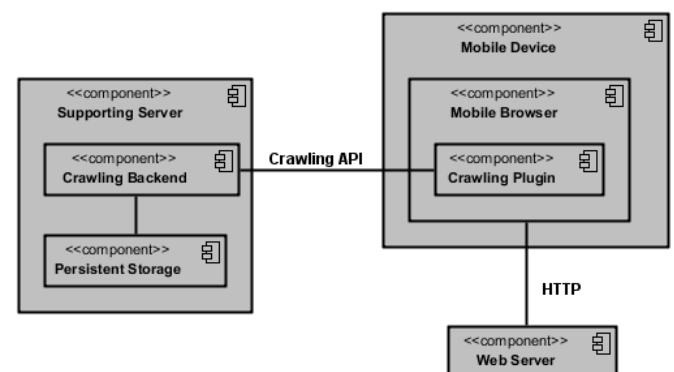 <<component>>
Mobile Device
<<component>>
Supporting Server
<<component>>
Mobile Browser
<<component>>
Crawling Backend
Crawling API
<<component>>
Crawling Plugin
<<component>>
Persistent Storage
HTTP
<<component>>
Web Server